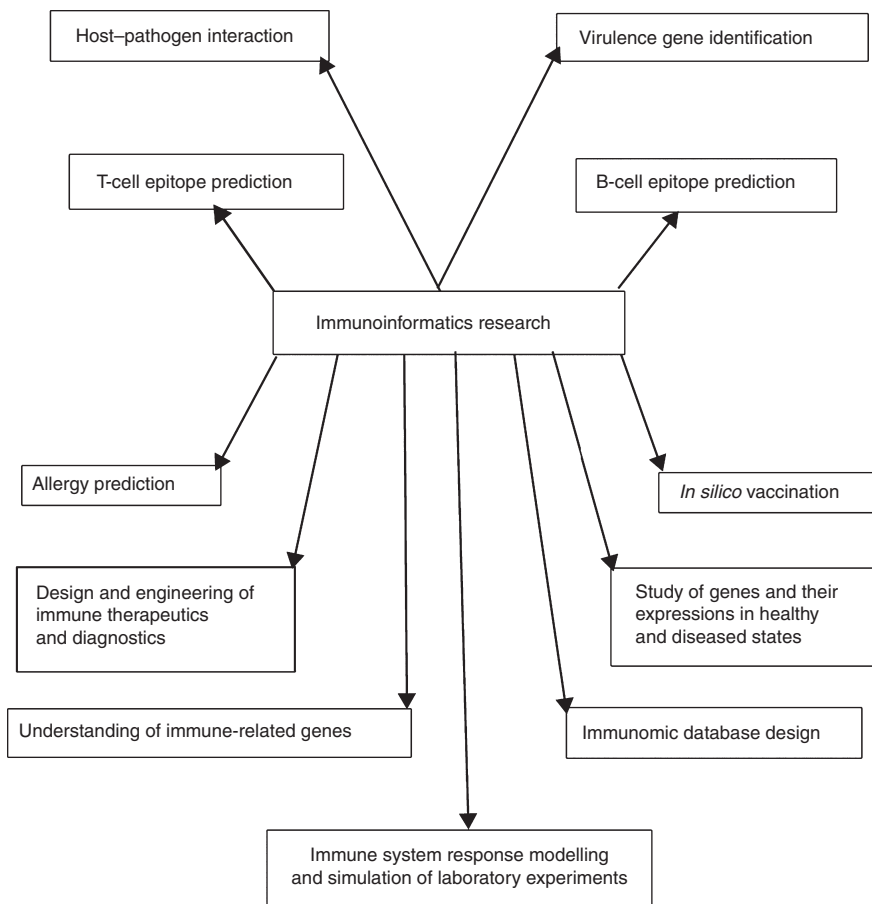 Host–pathogen interaction
Virulence gene identification
T-cell epitope prediction
B-cell epitope prediction
Immunoinformatics research
Allergy prediction
In silico vaccination
Design and engineering of
immune therapeutics
and diagnostics
Study of genes and their
expressions in healthy
and diseased states
Understanding of immune-related genes
Immunomic database design
Immune system response modelling
and simulation of laboratory experiments